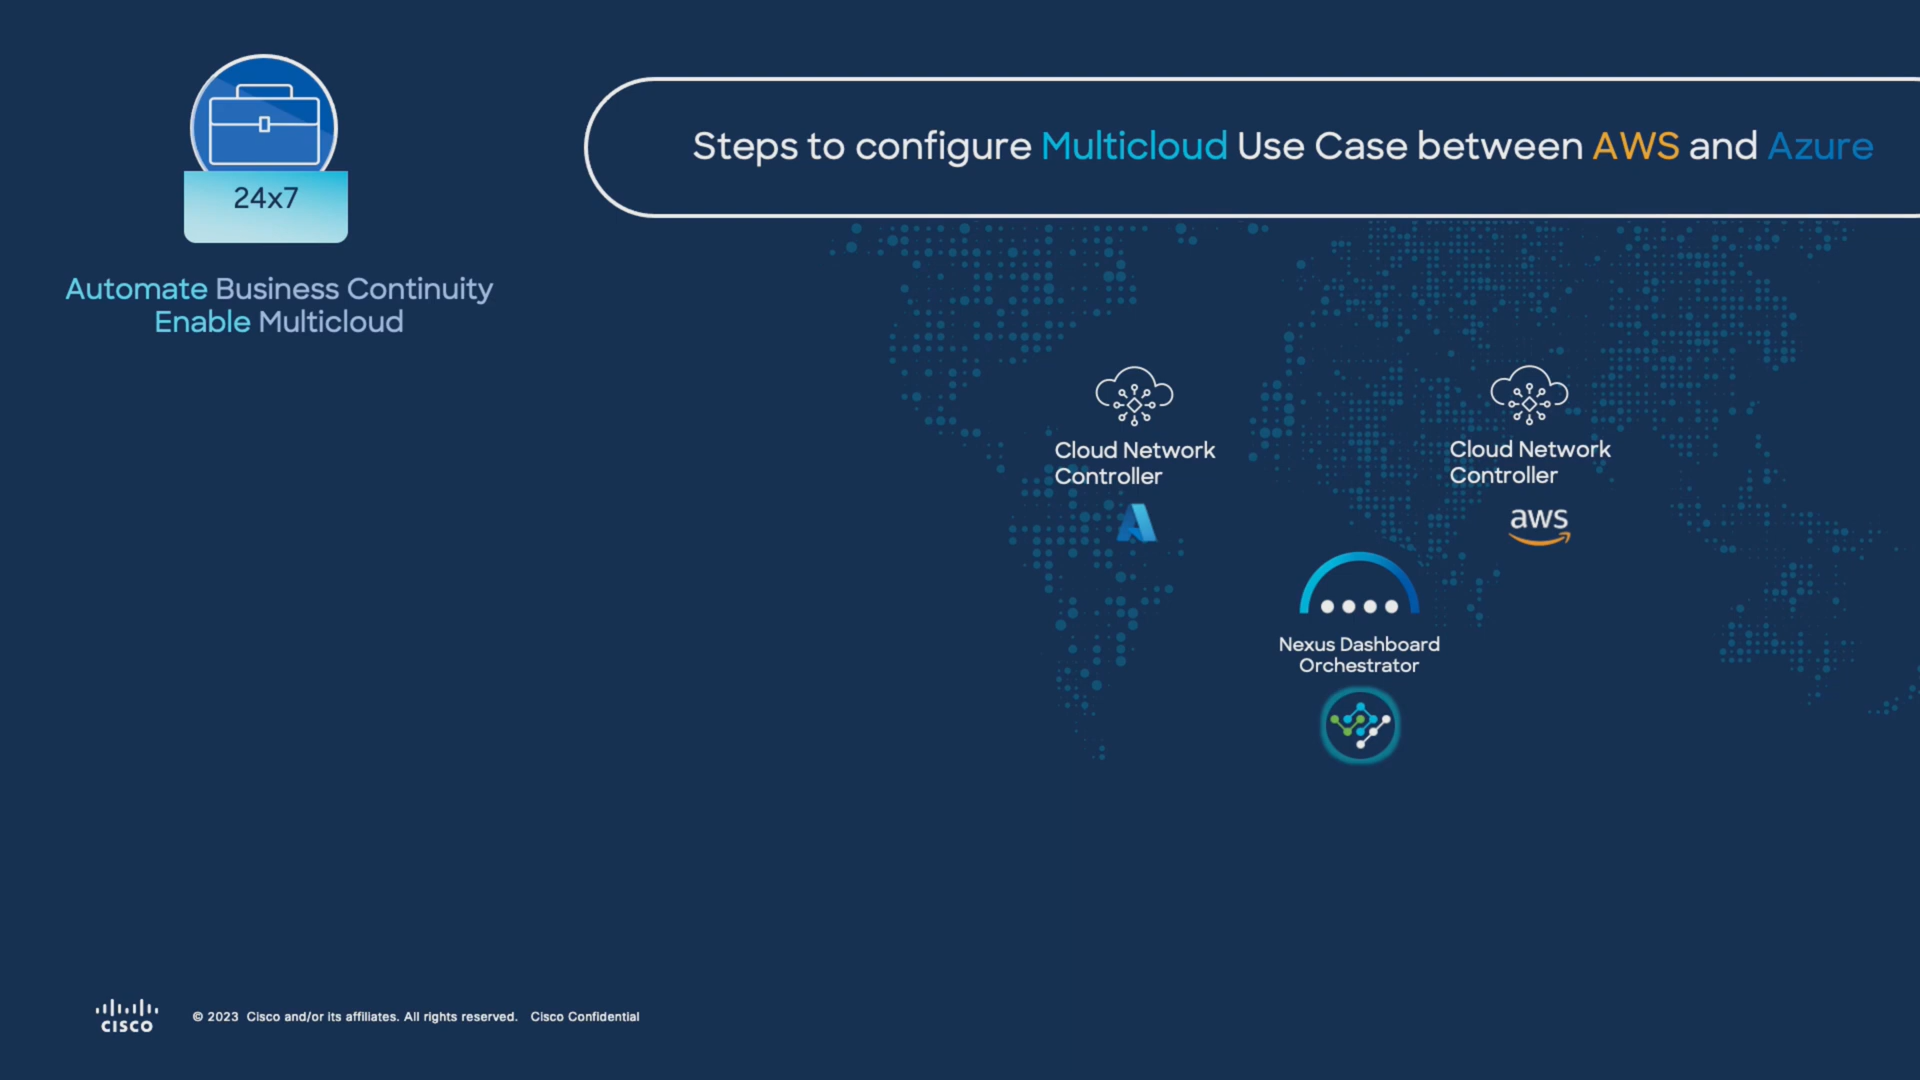 24x7
Automate Business Continuity
Enable Multicloud
Steps to configure Multicloud Use Case between AWS and Azure
Cloud Network
Controller
Cloud Network
Controller
aws
Nexus Dashboard
Orchestrator
CISCO
© 2023 Cisco and/or its affiliates. All rights reserved. Cisco Confidential